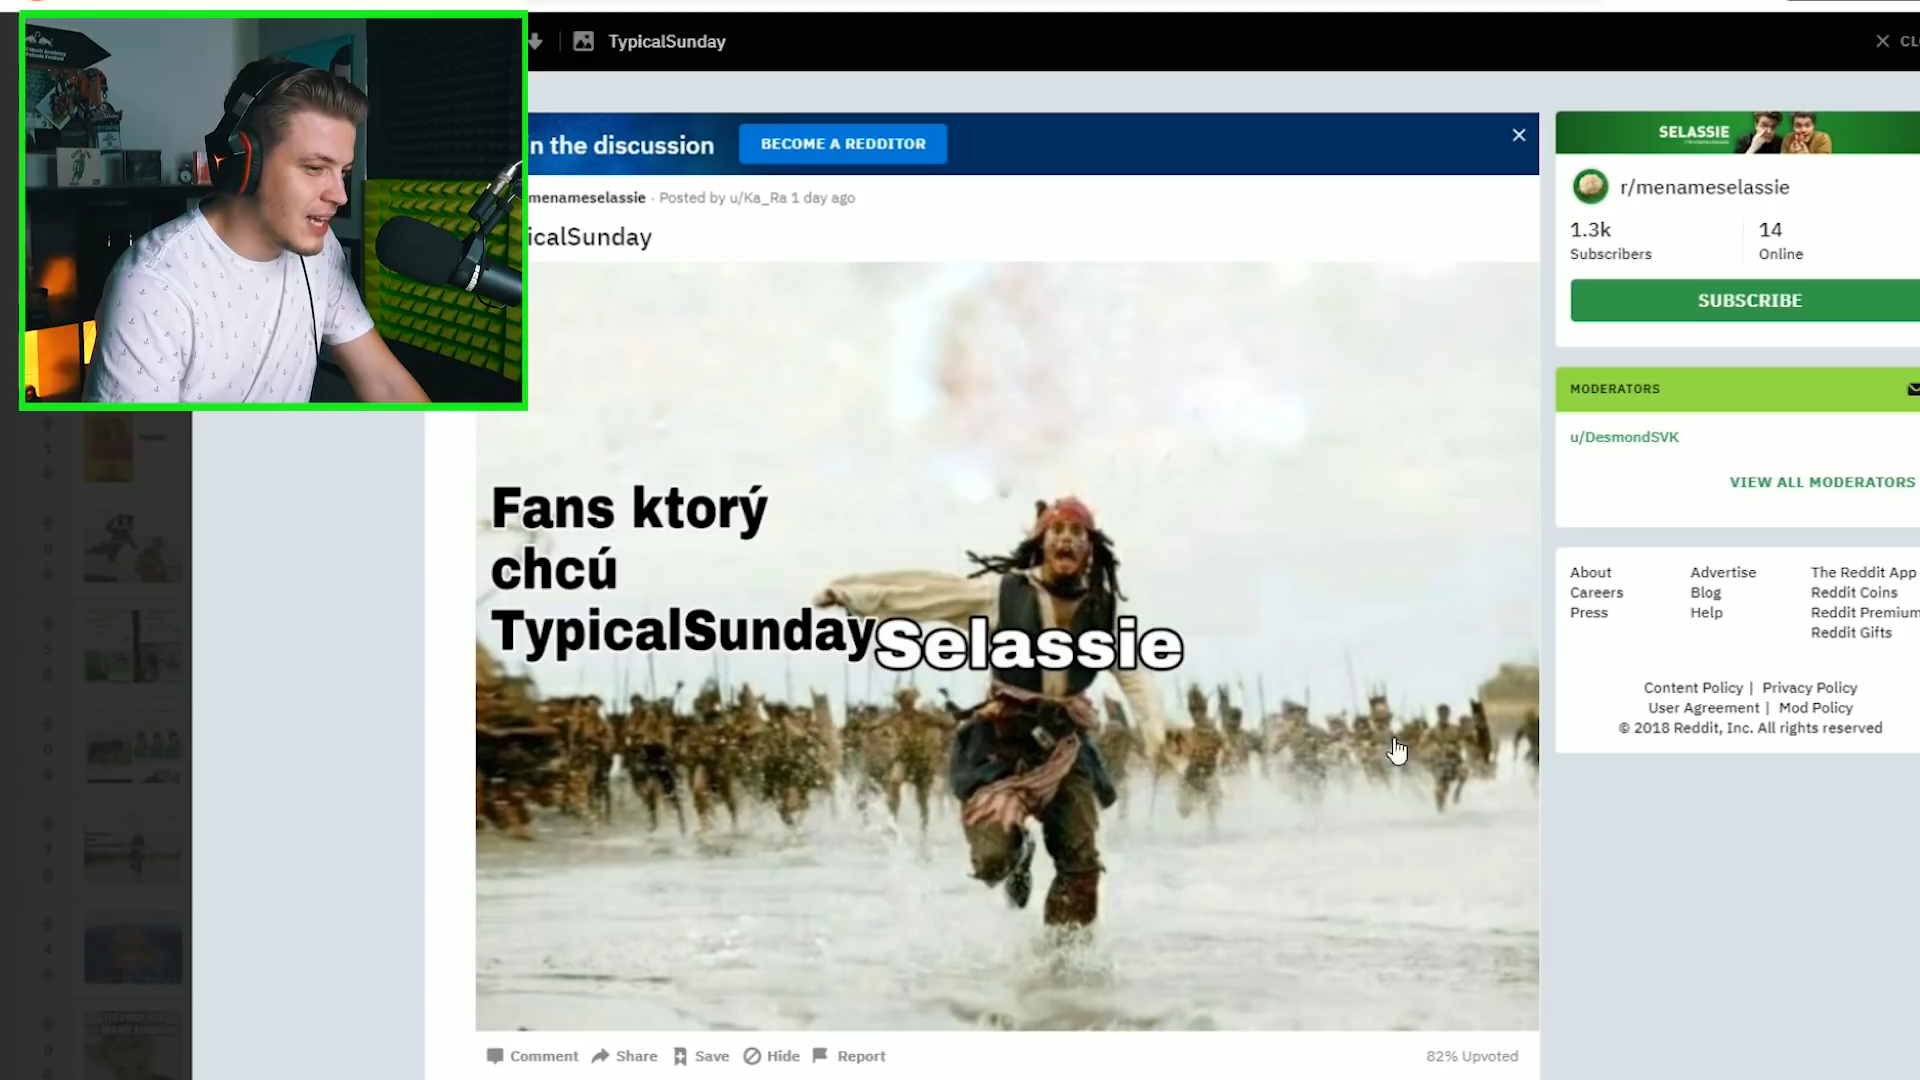 TypicalSunday
CL
n the discussion
BECOME A REDDITOR
menameselassie · Posted by u/Ka_Ra 1 day ago
icalSunday
Fans ktorý
chcú
TypicalSunday
Selassie
Comment
Share
Save
Hide
Report
82% Upvoted
SELASSIE
r/menameselassie
1.3k
14
Subscribers
Online
SUBSCRIBE
MODERATORS
u/DesmondSVK
VIEW ALL MODERATORS
About
Advertise
The Reddit App
Careers
Blog
Reddit Coins
Press
Help
Reddit Premium
Reddit Gifts
Content Policy | Privacy Policy
User Agreement | Mod Policy
© 2018 Reddit, Inc. All rights reserved